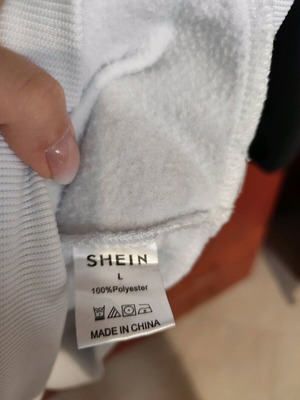 SHEIN
L
100%Polyester
MADE IN CHINA